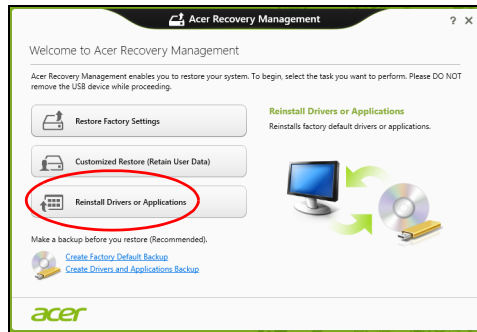 Acer Recovery Management
? X
Welcome to Acer Recovery Management
Acer Recovery Management enables you to restore your system. To begin, select the task you want to perform. Please DO NOT
remove the USB device while proceeding.
Restore Factory Settings
Customized Restore (Retain User Data)
Reinstall Drivers or Applications
Reinstall Drivers or Applications
Reinstalls factory default drivers or applications.
Make a backup before you restore (Recommended).
Create Factory Default Backup
Create Drivers and Applications Backup
acer